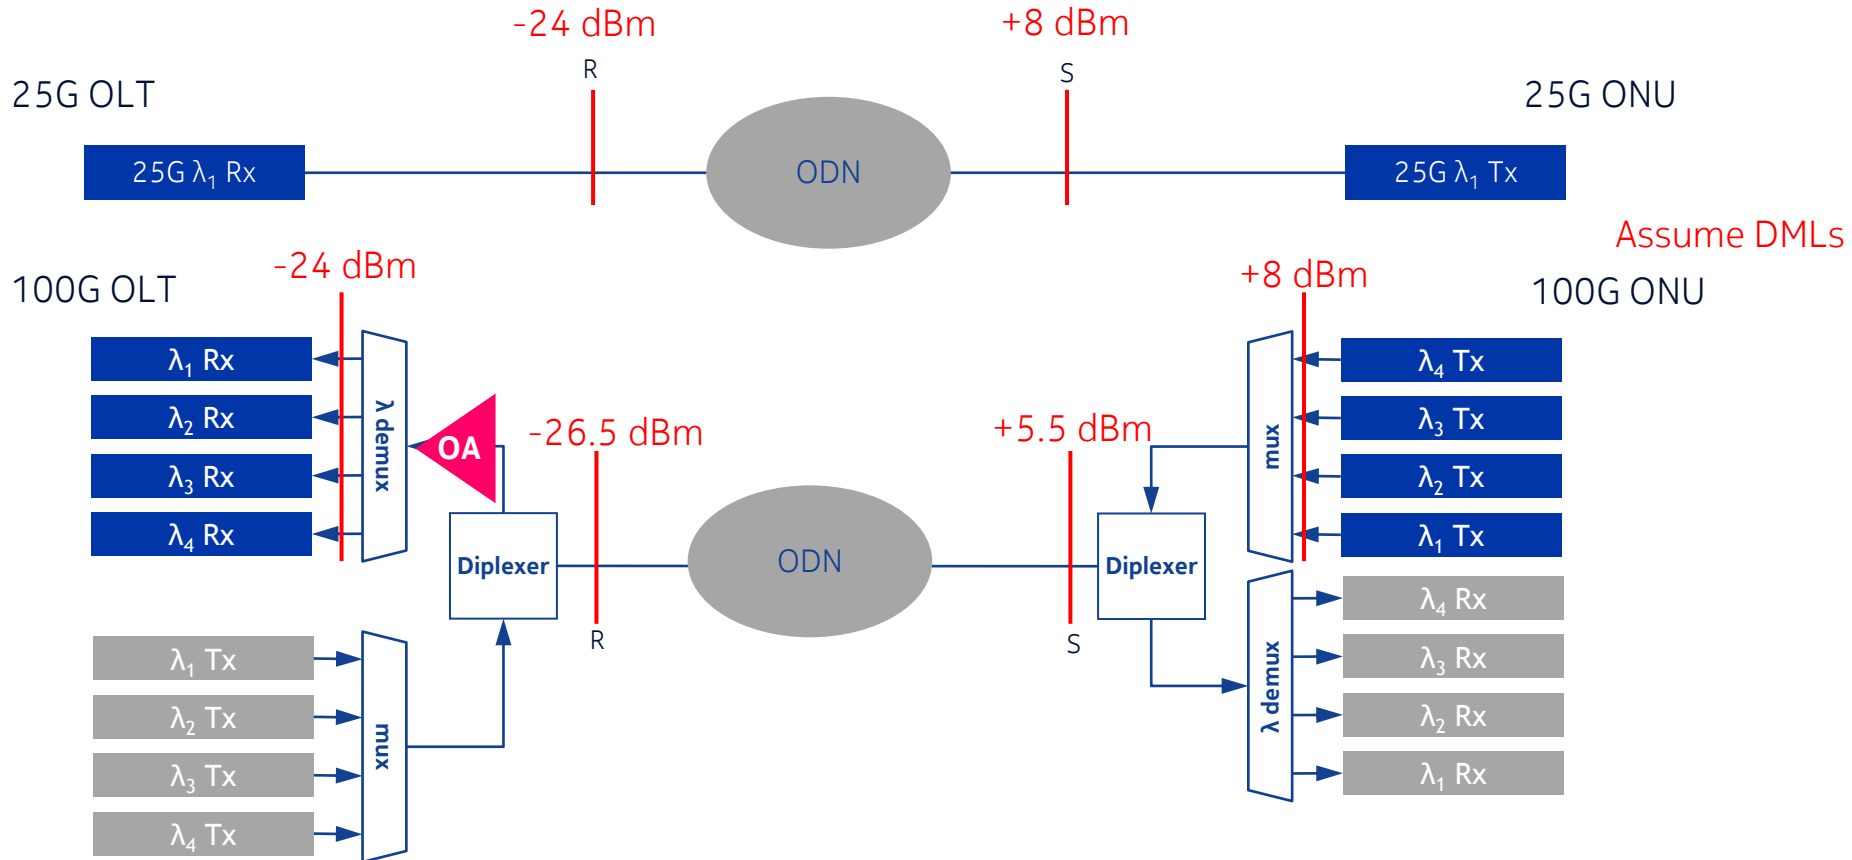 -24 dBm
+8 dBm
R
S
25G OLT
25G ONU
25G λ1 Rx
ODN
25G λ1 Tx
Assume DMLs
-24 dBm
+8 dBm
100G OLT
100G ONU
λ1 Rx
λ2 Rx
λ3 Rx
λ4 Rx
λ demux
OA
-26.5 dBm
+5.5 dBm
mux
λ4 Tx
λ3 Tx
λ2 Tx
λ1 Tx
Diplexer
ODN
Diplexer
R
S
λ1 Tx
λ2 Tx
λ3 Tx
λ4 Tx
mux
λ demux
λ4 Rx
λ3 Rx
λ2 Rx
λ1 Rx